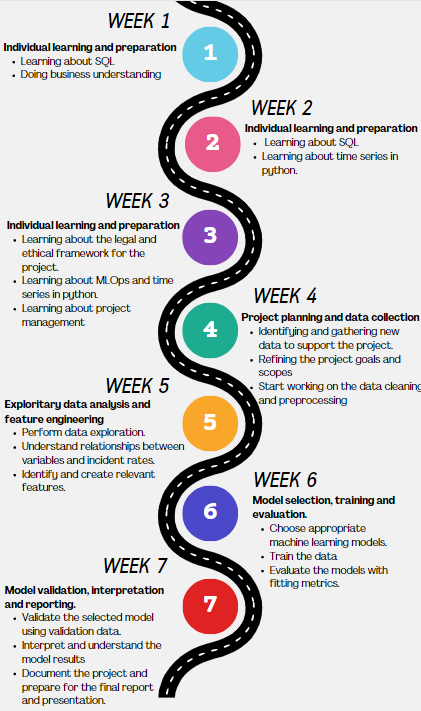 WEEK 1
1
Individual learning and preparation
• Learning about SQL
• Doing business understanding
WEEK 2
2
Individual learning and preparation
• Learning about SQL
• Learning about time series in
python.
WEEK 3
3
Individual learning and preparation
• Learning about the legal and
ethical framework for the
project.
• Learning about MLOps and time
series in python.
• Learning about project
management
WEEK 4
4
Project planning and data collection
• Identifying and gathering new
data to support the project.
• Refining the project goals and
scopes
• Start working on the data cleaning
and preprocessing
WEEK 5
5
Exploritary data analysis and
feature engineering
• Perform data exploration.
• Understand relationships between
variables and incident rates.
• Identify and create relevant
features.
WEEK 6
6
Model selection, training and
evaluation.
• Choose appropriate
machine learning models.
• Train the data
• Evaluate the models with
fitting metrics.
WEEK 7
7
Model validation, interpretation
and reporting.
• Validate the selected model
using validation data.
• Interpret and understand the
model results
• Document the project and
prepare for the final report
and presentation.